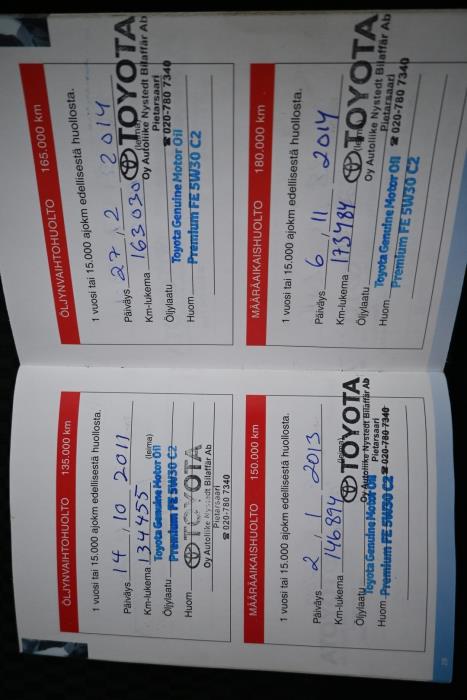 ÖLJYNVAIHTOHUOLTO 135.000 km
1 vuosi tai 15.000 ajokm edellisestä huollosta.
Päiväys 14 , 10 2011
Km-lukema 134455 (leima)
Öljylaatu Toyota Genuine Motor Oil
Premium FE 5W30 C2
Huom TOYOTA
Oy Autoliike Nystedt Bilaffär Ab
Pietarsaari
☎ 020-780 7340
MÄÄRÄAIKAISHUOLTO 150.000 km
1 vuosi tai 15.000 ajokm edellisestä huollosta.
Päiväys 2 , 1 2013
Km-lukema 146894 (leima)
TOYOTA
Oy Autoliike Nystedt Bilaffär Ab
Pietarsaari
☎ 020-780 7340
Öljylaatu Toyota Genuine Motor Oil
Huom Premium FE 5W30 C2
28
ÖLJYNVAIHTOHUOLTO 165.000 km
1 vuosi tai 15.000 ajokm edellisestä huollosta.
Päiväys 27 , 2 2014
Km-lukema 163030 (leima)
TOYOTA
Oy Autoliike Nystedt Bilaffär Ab
Pietarsaari
☎ 020-780 7340
Öljylaatu Toyota Genuine Motor Oil
Huom Premium FE 5W30 C2
MÄÄRÄAIKAISHUOLTO 180.000 km
1 vuosi tai 15.000 ajokm edellisestä huollosta.
Päiväys 6 , 11 2014
Km-lukema 173484 (leima)
TOYOTA
Oy Autoliike Nystedt Bilaffär Ab
Pietarsaari
☎ 020-780 7340
Öljylaatu Toyota Genuine Motor Oil
Huom Premium FE 5W30 C2